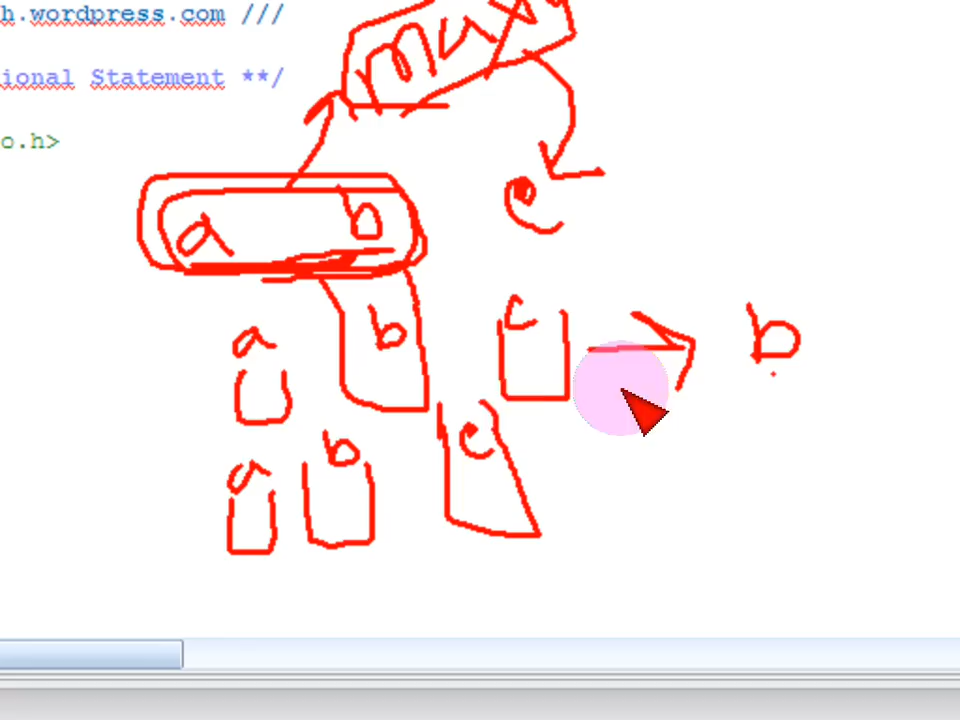 h.wordpress.com ///
ional Statement **/
max
o.h>
a b c
a b c b
a b c